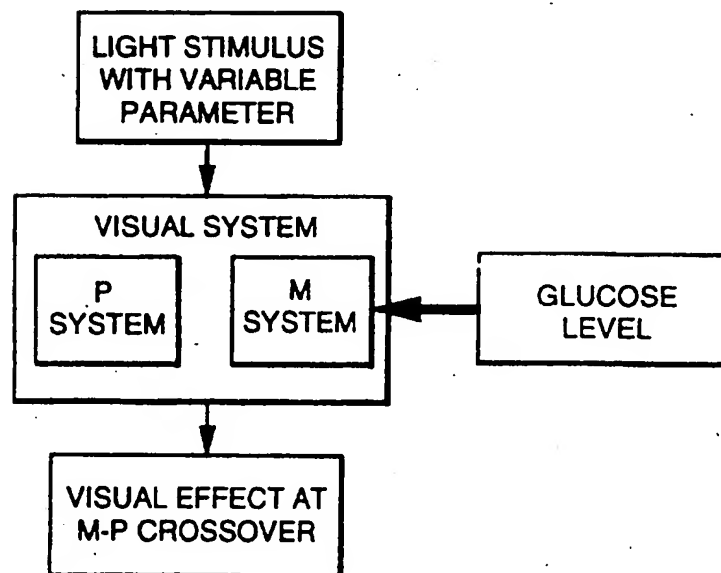 LIGHT STIMULUS
WITH VARIABLE
PARAMETER
VISUAL SYSTEM
P
SYSTEM
M
SYSTEM
GLUCOSE
LEVEL
VISUAL EFFECT AT
M-P CROSSOVER